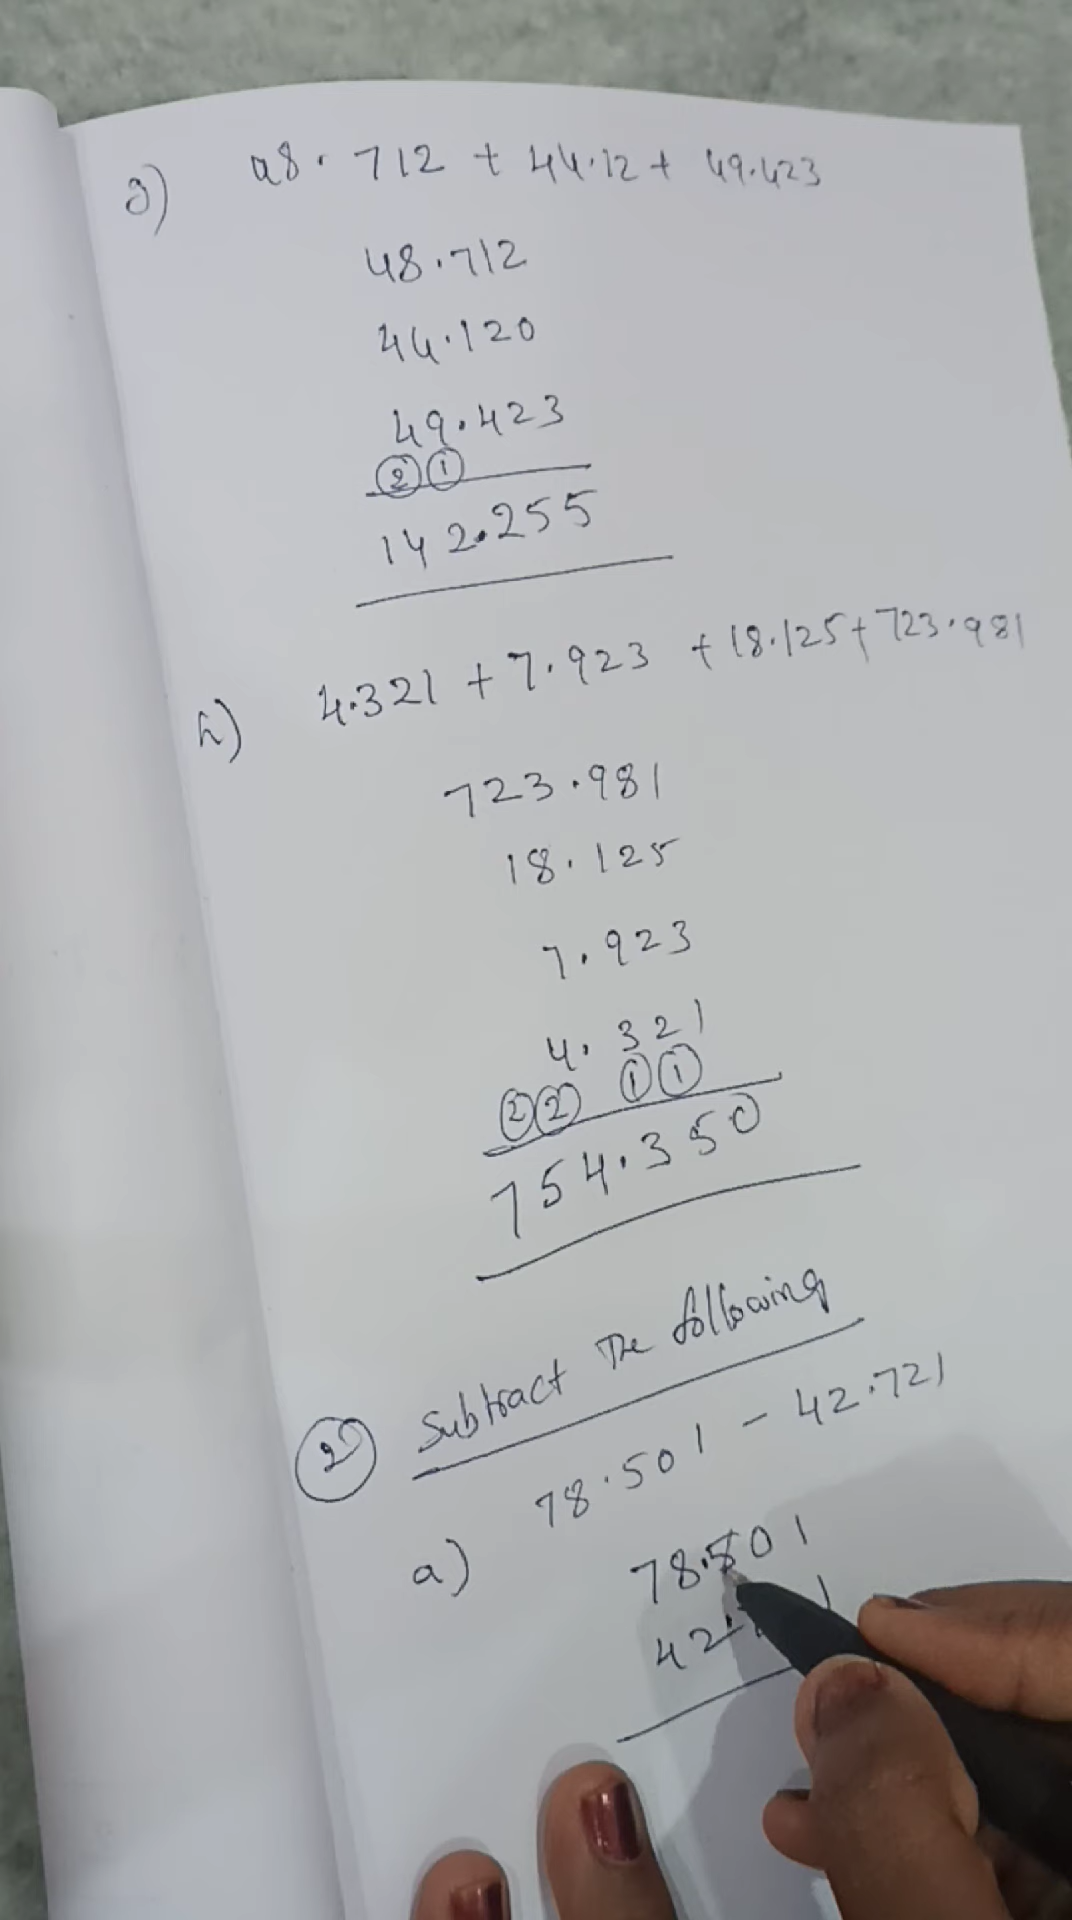 g) 48.712 + 44.12 + 49.423
48.712
44.120
49.423
② ①
142.255
h) 4.321 + 7.923 + 18.125 + 723.981
723.981
18.125
7.923
4.321
② ② ① ①
754.350
② Subtract The following
a) 78.501 - 42.721
78.501
42.